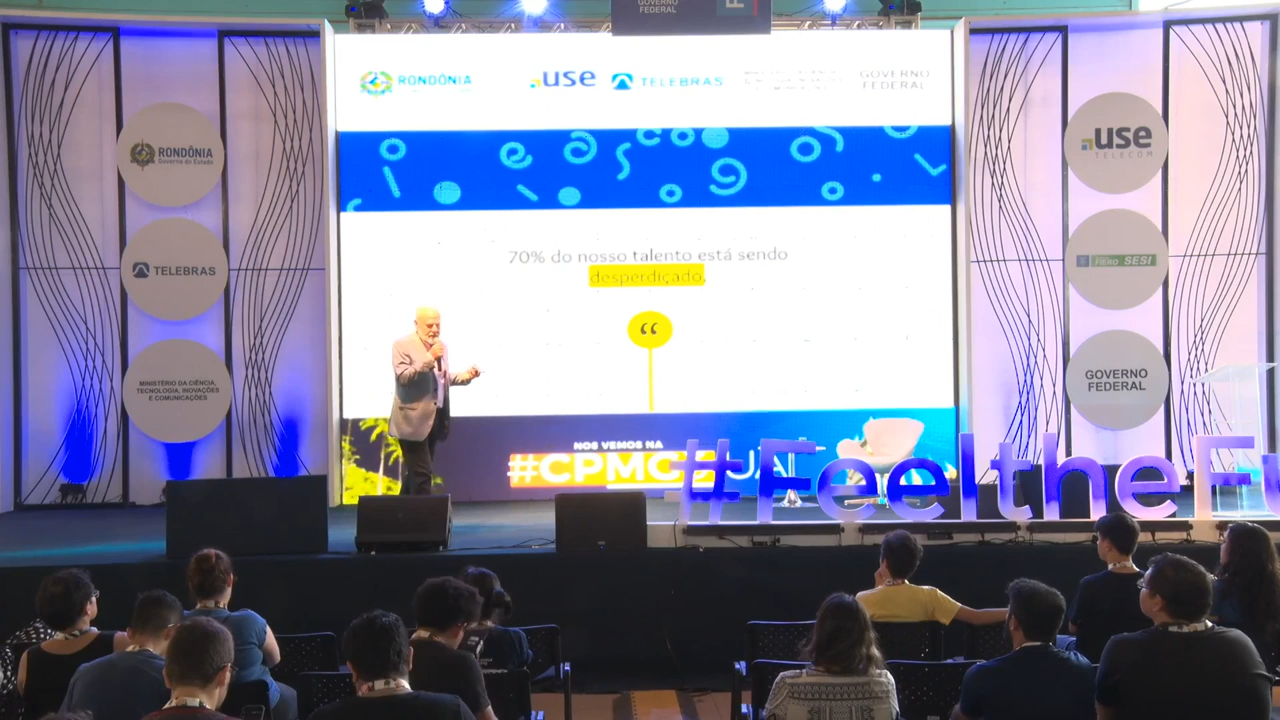 GOVERNO
FEDERAL
RONDÔNIA
use
TELEBRAS
GOVERNO
FEDERAL
70% do nosso talento está sendo
desperdiçado.
“
NOS VEMOS NA
#CPMC
#FeeltheFu
RONDÔNIA
Governo do Estado
TELEBRAS
MINISTÉRIO DA CIÊNCIA,
TECNOLOGIA, INOVAÇÕES
E COMUNICAÇÕES
use
TELECOM
FIERO SESI
GOVERNO
FEDERAL